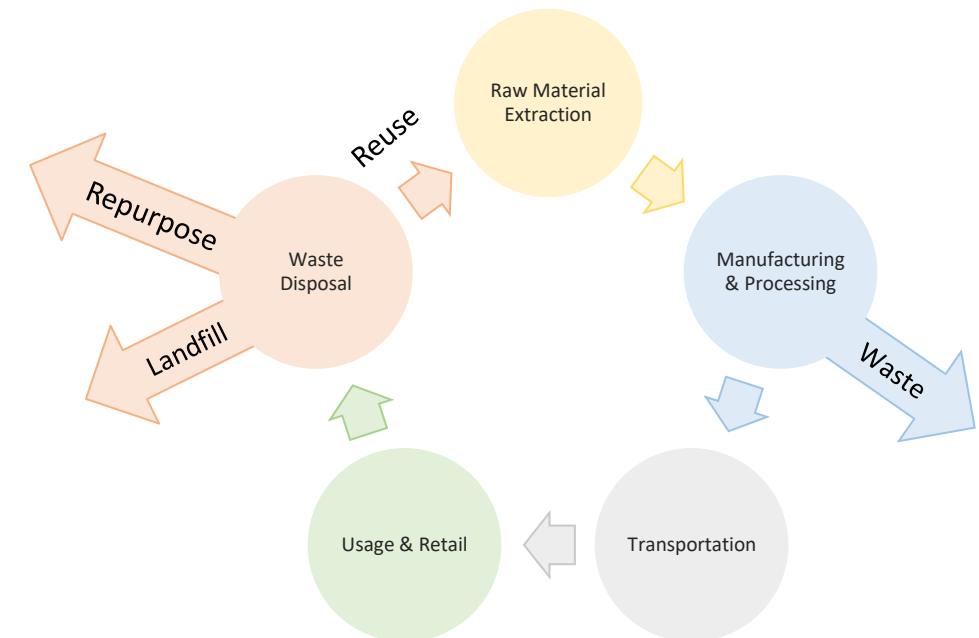 Raw Material
Extraction
Reuse
Repurpose
Waste
Disposal
Manufacturing
& Processing
Landfill
Waste
Usage & Retail
Transportation